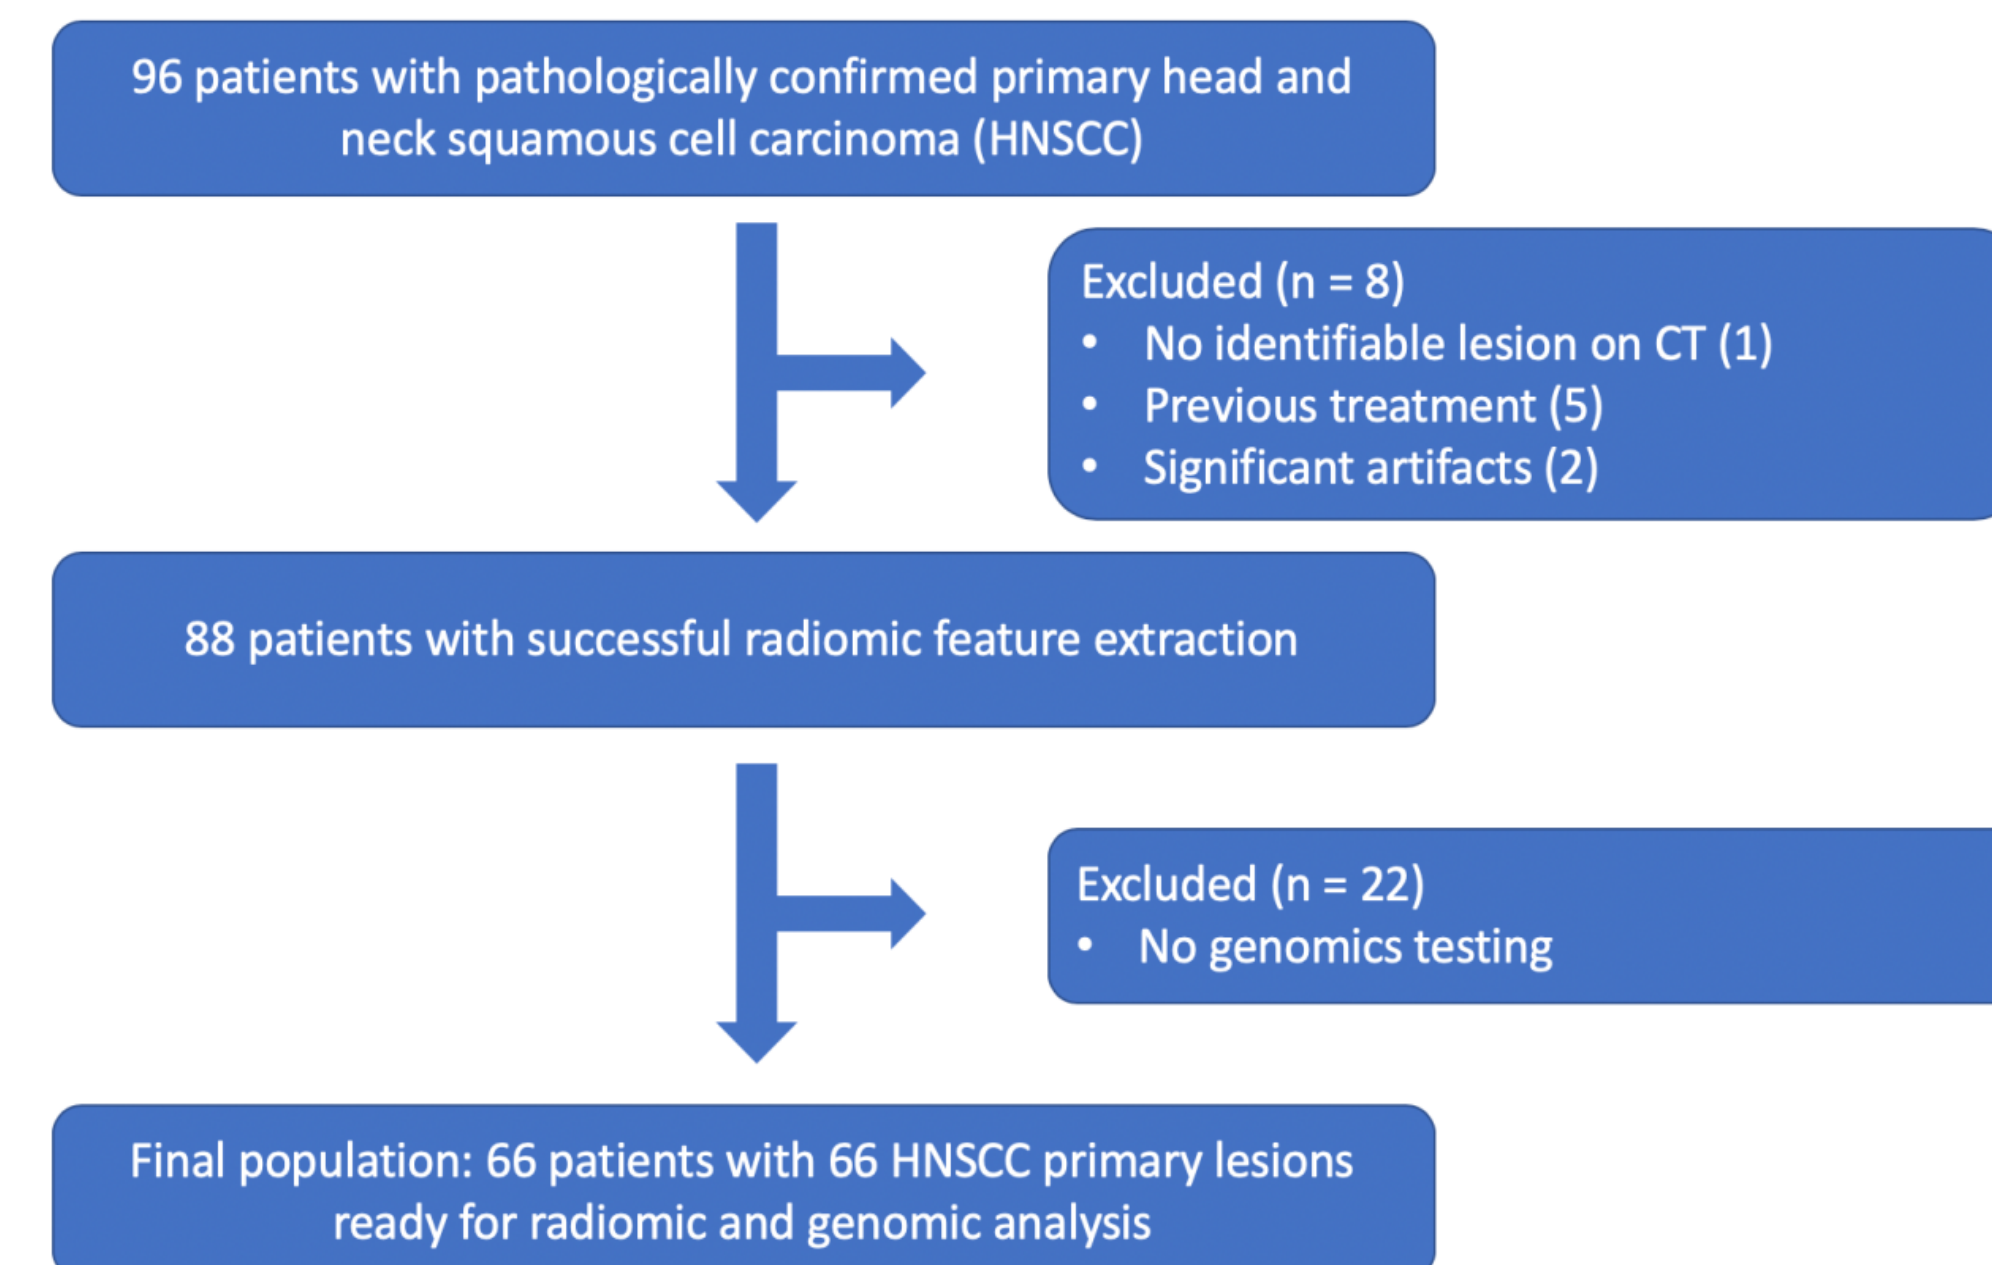 96 patients with pathologically confirmed primary head and
neck squamous cell carcinoma (HNSCC)
Excluded (n = 8)
• No identifiable lesion on CT (1)
• Previous treatment (5)
• Significant artifacts (2)
88 patients with successful radiomic feature extraction
Excluded (n = 22)
• No genomics testing
Final population: 66 patients with 66 HNSCC primary lesions
ready for radiomic and genomic analysis